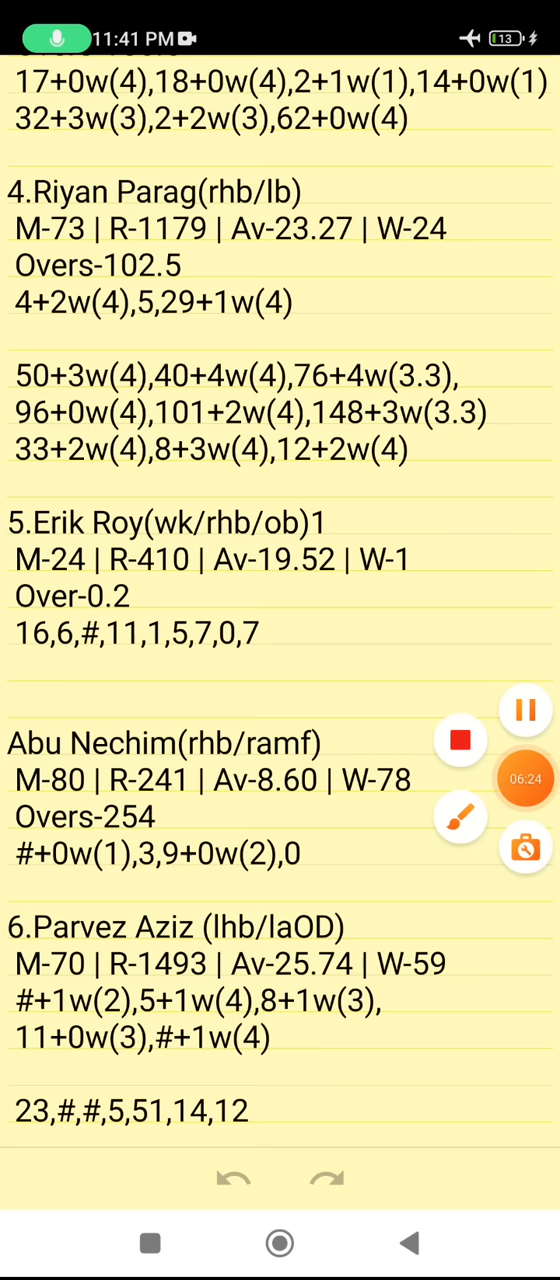 11:41 PM
13
17+0w(4),18+0w(4),2+1w(1),14+0w(1)
32+3w(3),2+2w(3),62+0w(4)
4.Riyan Parag(rhb/lb)
M-73 | R-1179 | Av-23.27 | W-24
Overs-102.5
4+2w(4),5,29+1w(4)
50+3w(4),40+4w(4),76+4w(3.3),
96+0w(4),101+2w(4),148+3w(3.3)
33+2w(4),8+3w(4),12+2w(4)
5.Erik Roy(wk/rhb/ob)1
M-24 | R-410 | Av-19.52 | W-1
Over-0.2
16,6,#,11,1,5,7,0,7
Abu Nechim(rhb/ramf)
M-80 | R-241 | Av-8.60 | W-78
06:24
Overs-254
#+0w(1),3,9+0w(2),0
6.Parvez Aziz (lhb/laOD)
M-70 | R-1493 | Av-25.74 | W-59
#+1w(2),5+1w(4),8+1w(3),
11+0w(3),#+1w(4)
23,#,#,5,51,14,12